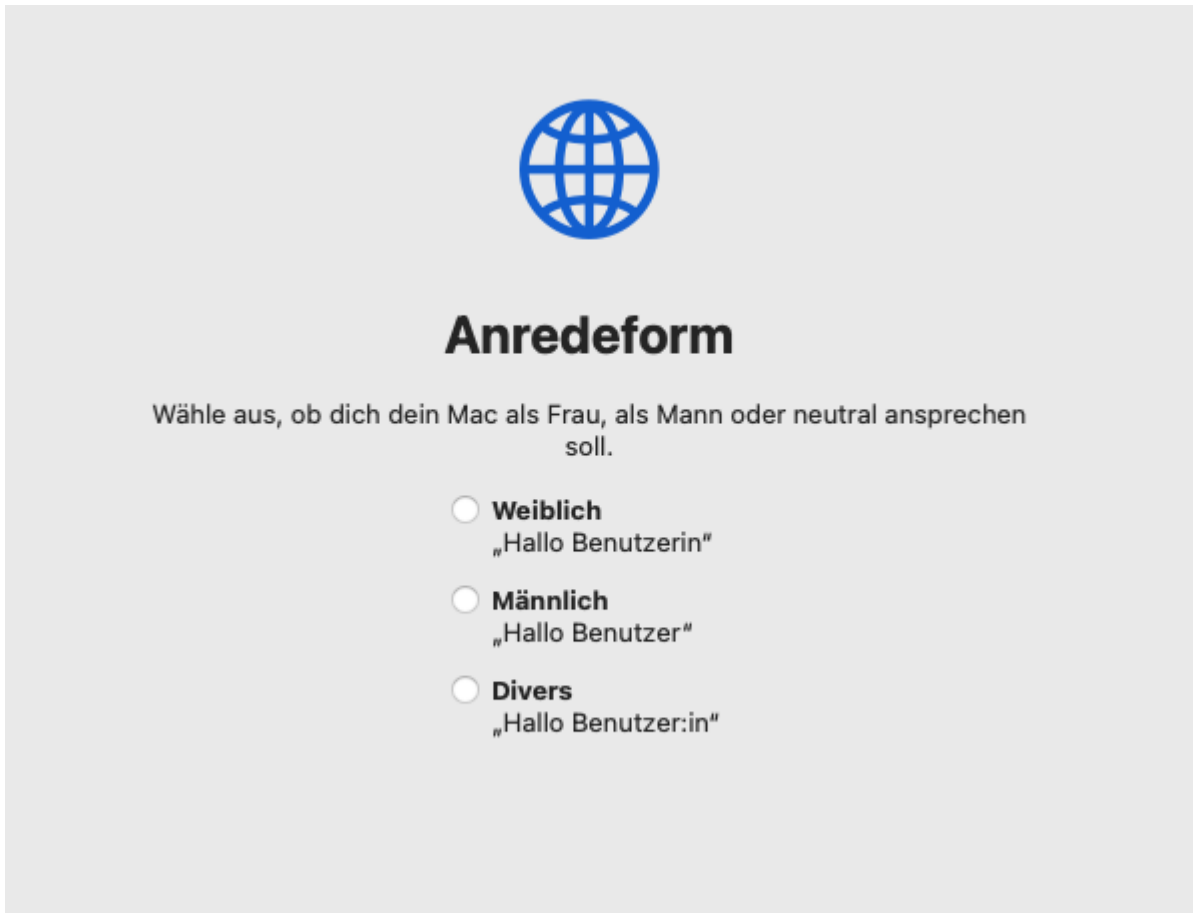 Anredeform
Wähle aus, ob dich dein Mac als Frau, als Mann oder neutral ansprechen
soll.
Weiblich
„Hallo Benutzerin“
Männlich
„Hallo Benutzer“
Divers
„Hallo Benutzer:in“